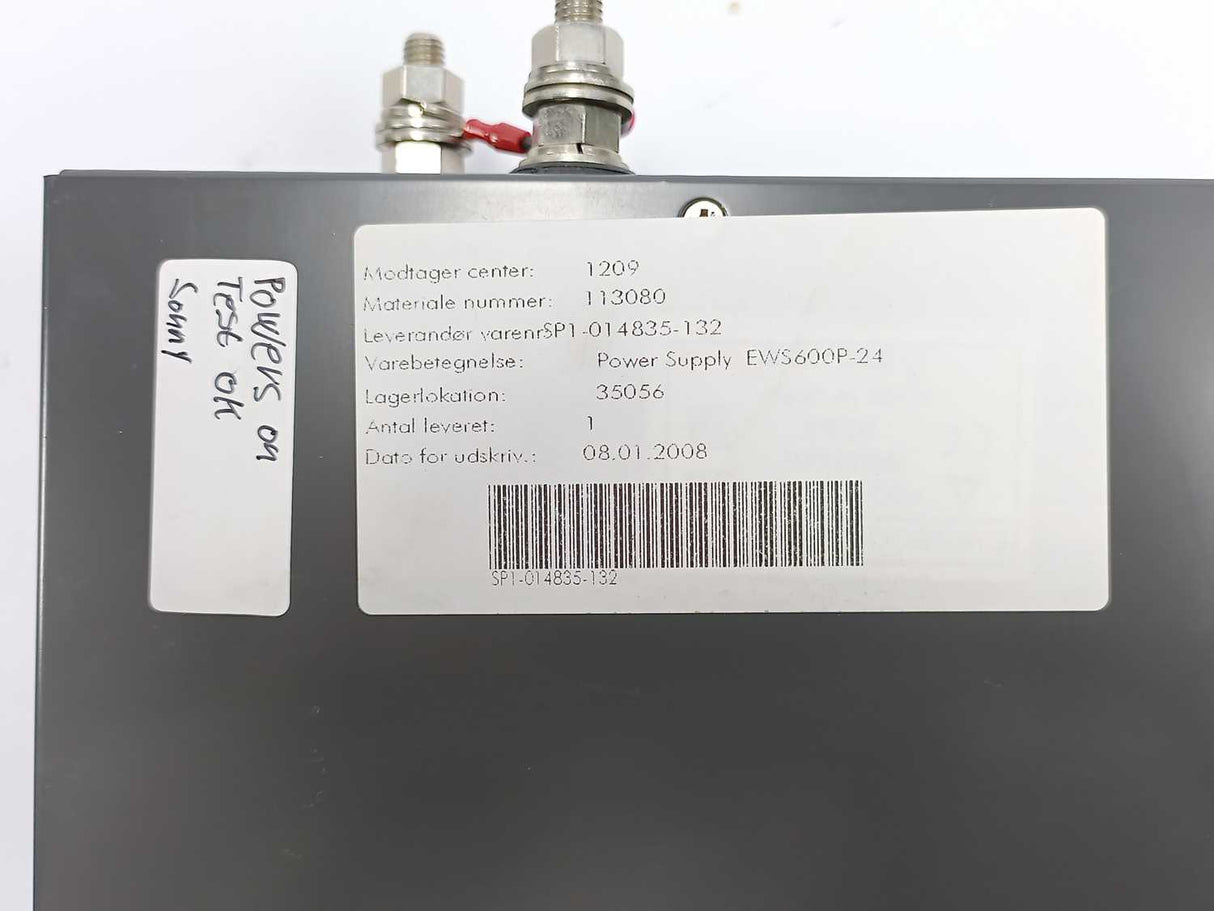 Powers on
Test ok
Sonny
Modtager center: 1209
Materiale nummer: 113080
Leverandør varenrSP1-014835-132
Varebetegnelse: Power Supply EWS600P-24
Lagerlokation: 35056
Antal leveret: 1
Dato for udskriv.: 08.01.2008
SP1-014835-132